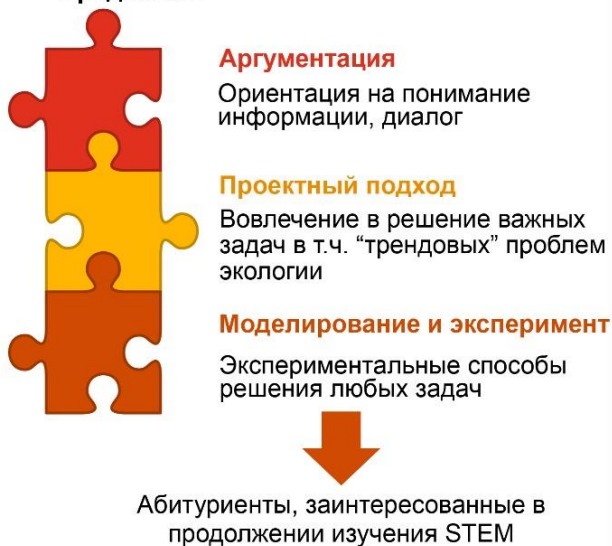 Аргументация
Ориентация на понимание
информации, диалог
Проектный подход
Вовлечение в решение важных
задач в т.ч. “трендовых” проблем
экологии
Моделирование и эксперимент
Экспериментальные способы
решения любых задач
Абитуриенты, заинтересованные в
продолжении изучения STEM